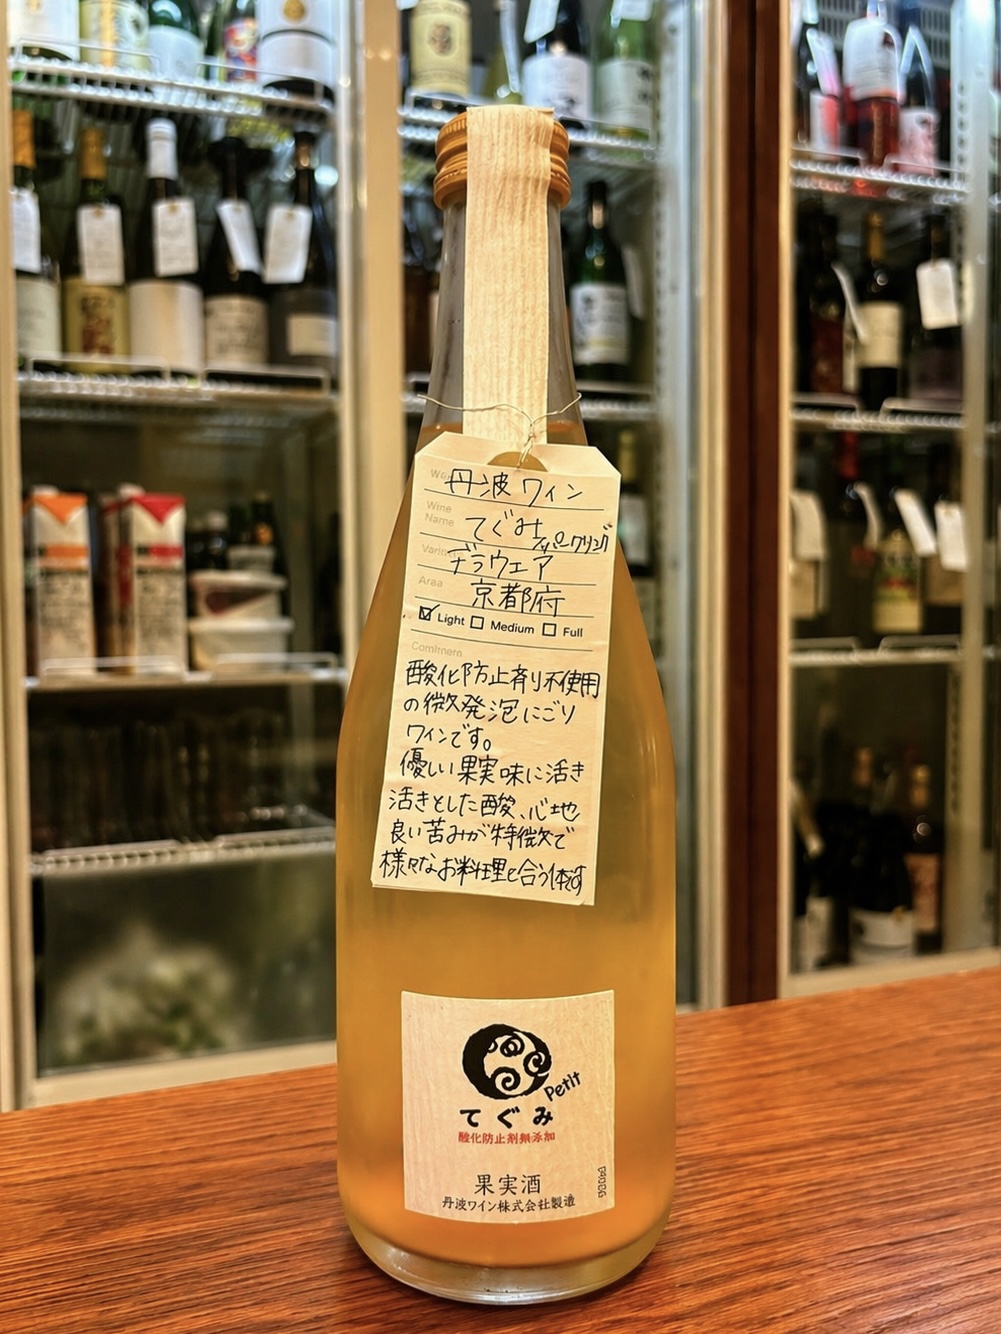 丹波ワイン
Wine
Name
てぐみ
スパークリング
デラウェア
Area
京都府
Light Medium Full
酸化防止剤不使用
の微発泡にごり
ワインです。
優しい果実味に活き
活きとした酸、心地
良い苦みが特徴で
様々なお料理と合う1本です
Petit
てぐみ
酸化防止剤無添加
果実酒
丹波ワイン株式会社製造